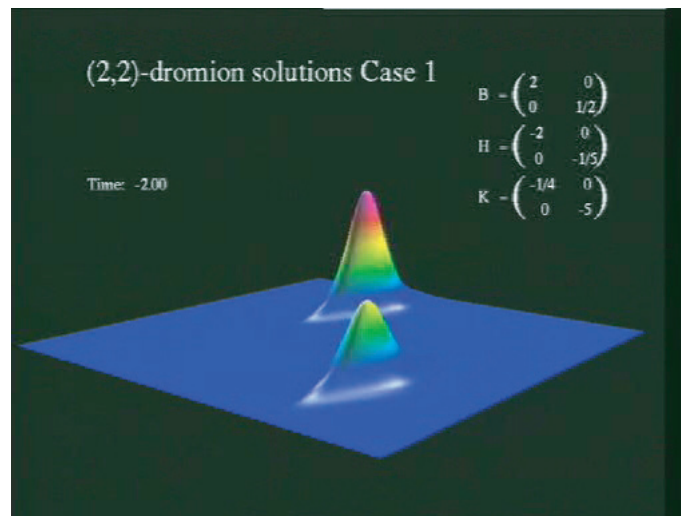 (2,2)-dromion solutions Case 1
B = (2 0
0 1/2)
H = (-2 0
0 -1/5)
K = (-1/4 0
0 -5)
Time: -2.00